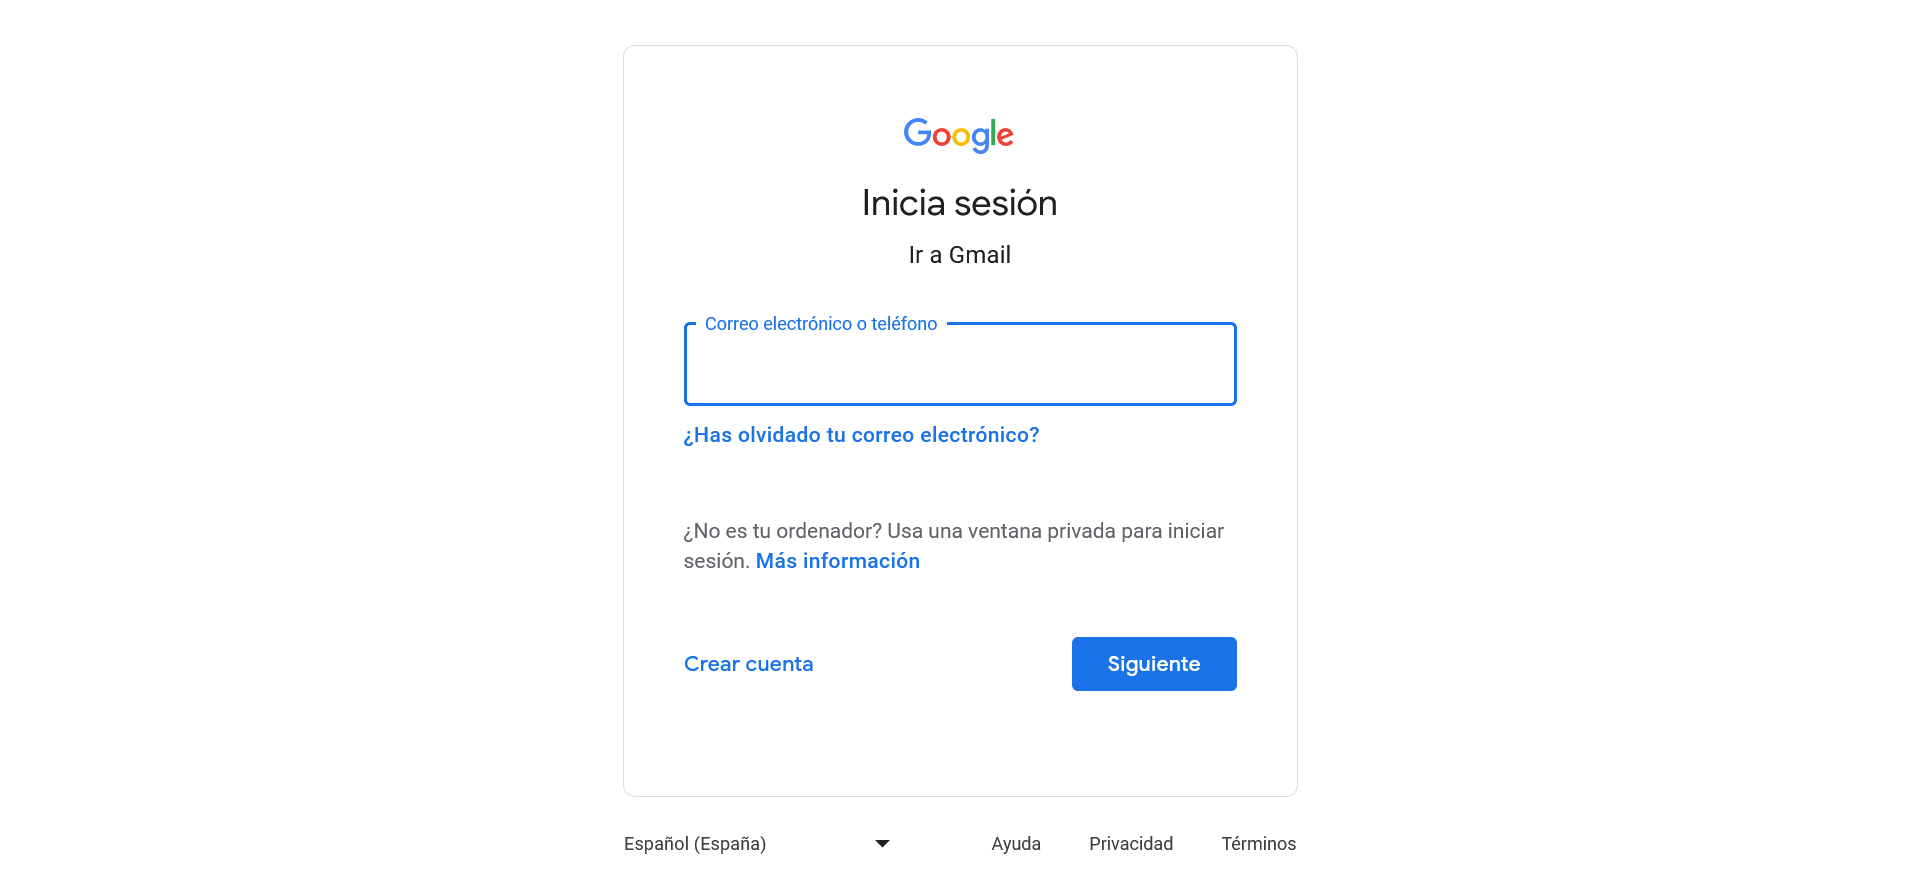 Google
Inicia sesión
Ir a Gmail
Correo electrónico o teléfono
¿Has olvidado tu correo electrónico?
¿No es tu ordenador? Usa una ventana privada para iniciar
sesión. Más información
Crear cuenta
Siguiente
Español (España)
Ayuda
Privacidad
Términos